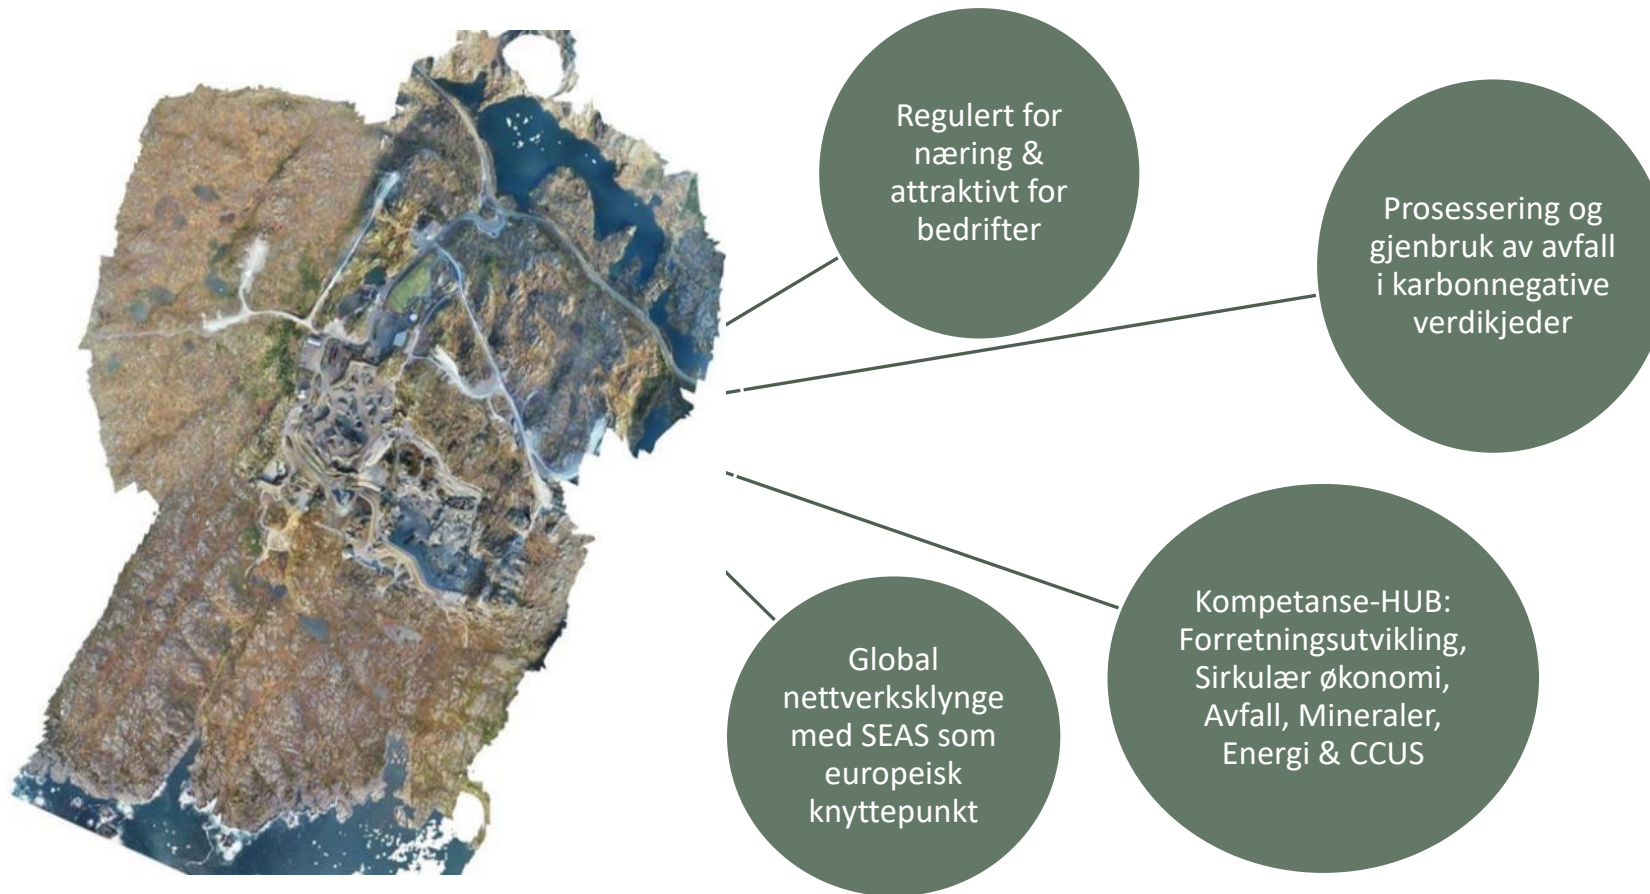 Regulert for
næring &
attraktivt for
bedrifter
Prosessering og
gjenbruk av avfall
i karbonnegative
verdikjeder
Global
nettverksklynge
med SEAS som
europeisk
knyttepunkt
Kompetanse-HUB:
Forretningsutvikling,
Sirkulær økonomi,
Avfall, Mineraler,
Energi & CCUS